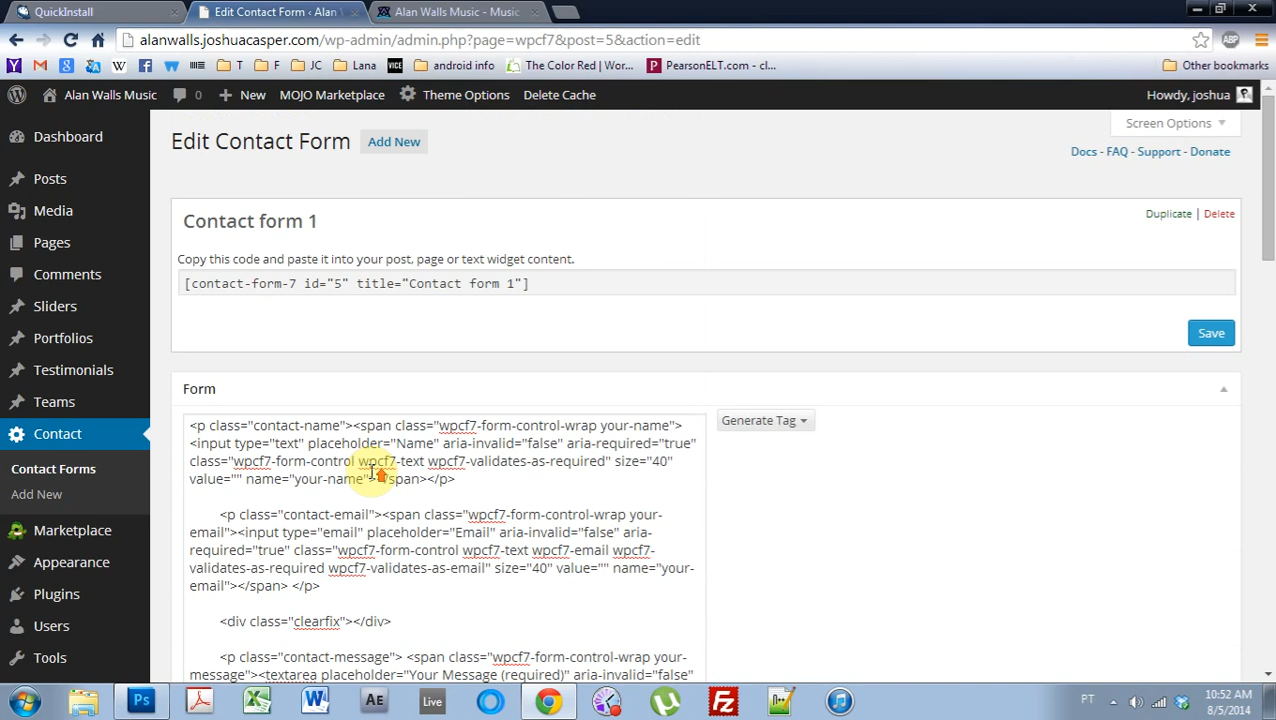 QuickInstall
Edit Contact Form ‹ Alan \
Alan Walls Music - Music
alanwalls.joshuacasper.com/wp-admin/admin.php?page=wpcf7&post=5&action=edit
ABP
T
F
JC
Lana
VICE
android info
The Color Red | Wor...
PearsonELT.com - cl...
Other bookmarks
Alan Walls Music
0
New
MOJO Marketplace
Theme Options
Delete Cache
Howdy, joshua
Dashboard
Posts
Media
Pages
Comments
Sliders
Portfolios
Testimonials
Teams
Contact
Contact Forms
Add New
Marketplace
Appearance
Plugins
Users
Tools
Screen Options
Edit Contact Form
Add New
Docs - FAQ - Support - Donate
Contact form 1
Duplicate | Delete
Copy this code and paste it into your post, page or text widget content.
[contact-form-7 id="5" title="Contact form 1"]
Save
Form
Generate Tag
<p class="contact-name"><span class="wpcf7-form-control-wrap your-name">
<input type="text" placeholder="Name" aria-invalid="false" aria-required="true"
class="wpcf7-form-control wpcf7-text wpcf7-validates-as-required" size="40"
value="" name="your-name"></span></p>
<p class="contact-email"><span class="wpcf7-form-control-wrap your-
email"><input type="email" placeholder="Email" aria-invalid="false" aria-
required="true" class="wpcf7-form-control wpcf7-text wpcf7-email wpcf7-
validates-as-required wpcf7-validates-as-email" size="40" value="" name="your-
email"></span> </p>
<div class="clearfix"></div>
<p class="contact-message"> <span class="wpcf7-form-control-wrap your-
message"><textarea placeholder="Your Message (required)" aria-invalid="false"
Ps
W
Ae
Live
Fz
PT
10:52 AM
8/5/2014